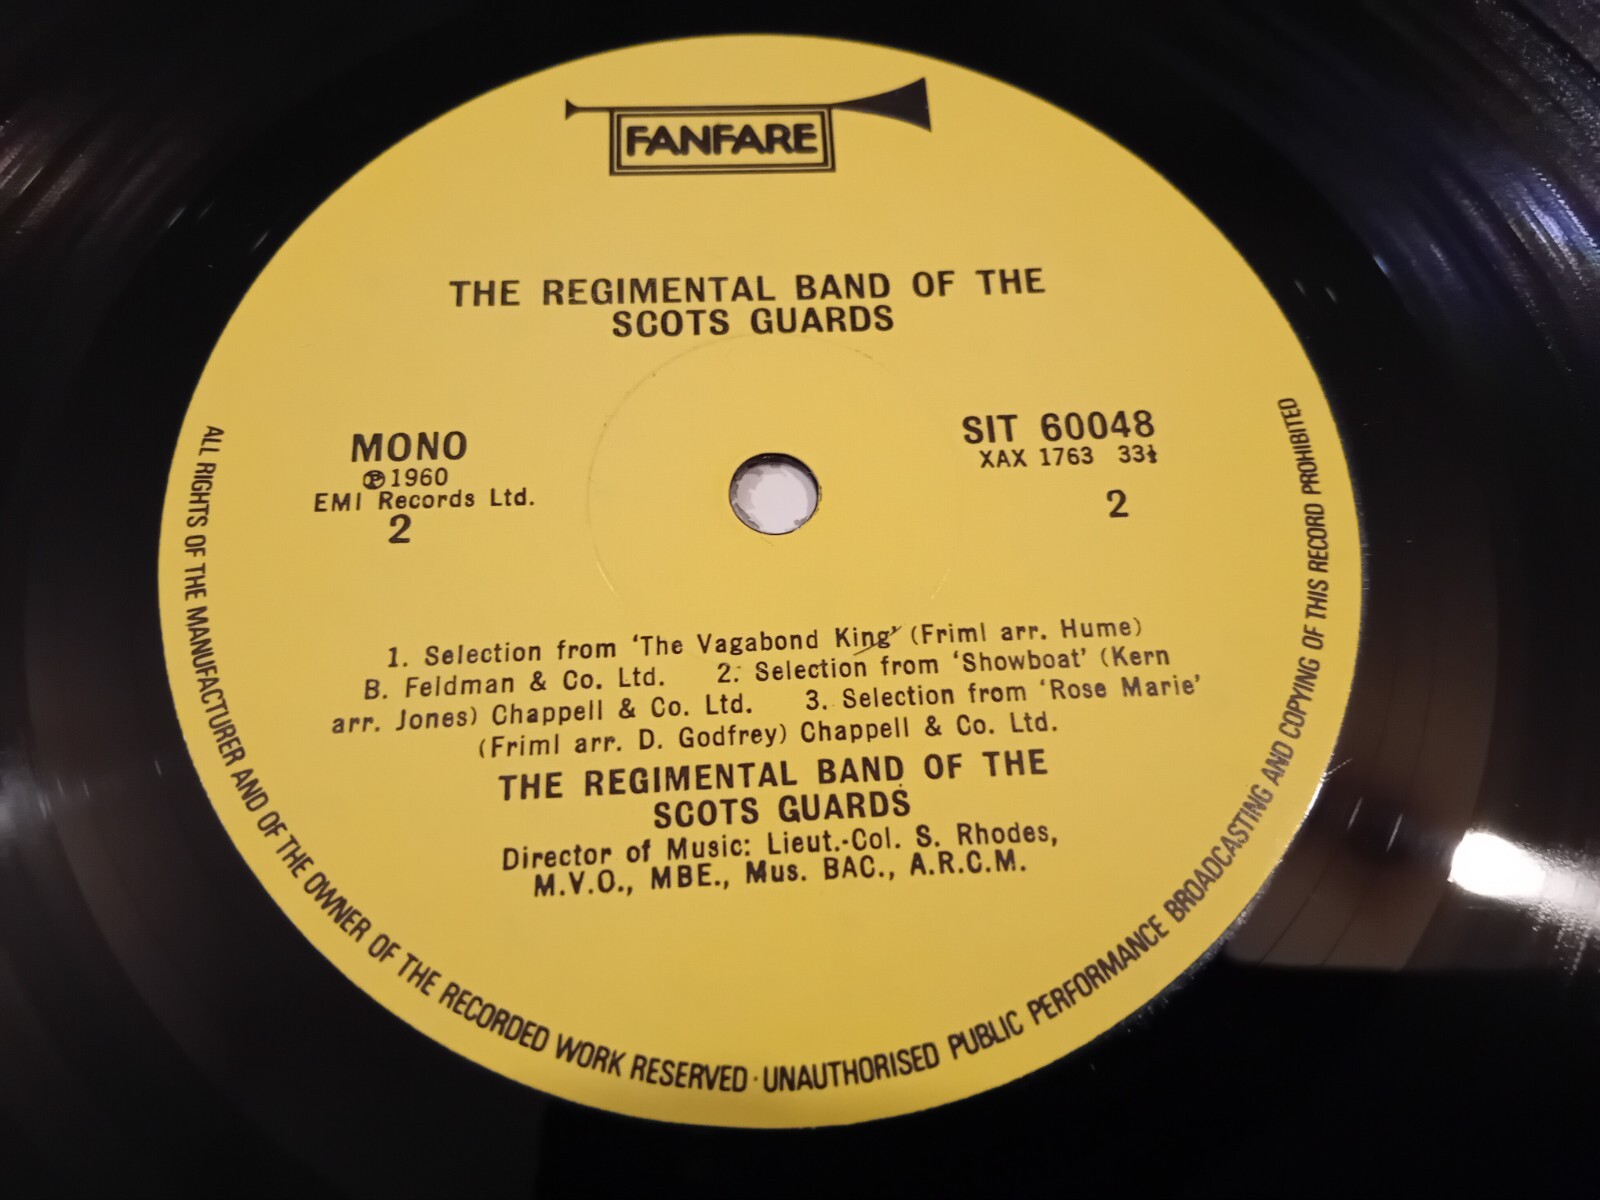 FANFARE
THE REGIMENTAL BAND OF THE
SCOTS GUARDS
MONO
℗1960
EMI Records Ltd.
2
SIT 60048
XAX 1763 33⅓
2
1. Selection from ‘The Vagabond King’ (Friml arr. Hume)
B. Feldman & Co. Ltd. 2. Selection from ‘Showboat’ (Kern
arr. Jones) Chappell & Co. Ltd. 3. Selection from ‘Rose Marie’
(Friml arr. D. Godfrey) Chappell & Co. Ltd.
THE REGIMENTAL BAND OF THE
SCOTS GUARDS
Director of Music: Lieut.-Col. S. Rhodes,
M.V.O., MBE., Mus. BAC., A.R.C.M.
ALL RIGHTS OF THE MANUFACTURER AND OF THE OWNER OF THE RECORDED WORK RESERVED · UNAUTHORISED PUBLIC PERFORMANCE BROADCASTING AND COPYING OF THIS RECORD PROHIBITED